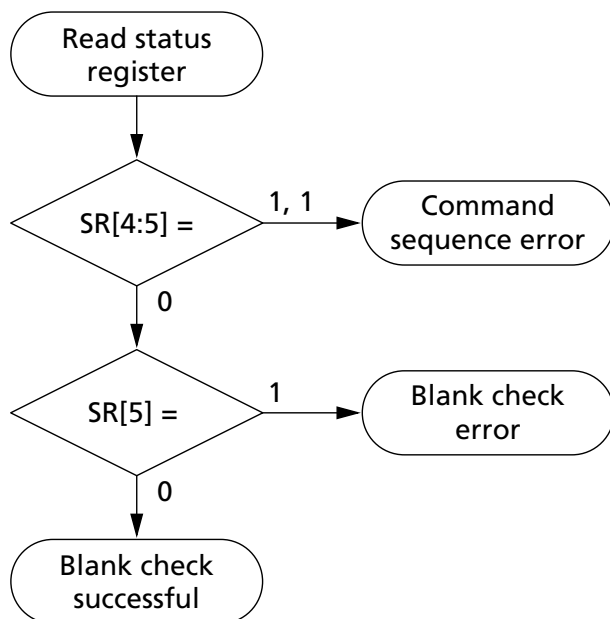 Read status
register
SR[4:5] =
1, 1
Command
sequence error
0
SR[5] =
1
Blank check
error
0
Blank check
successful